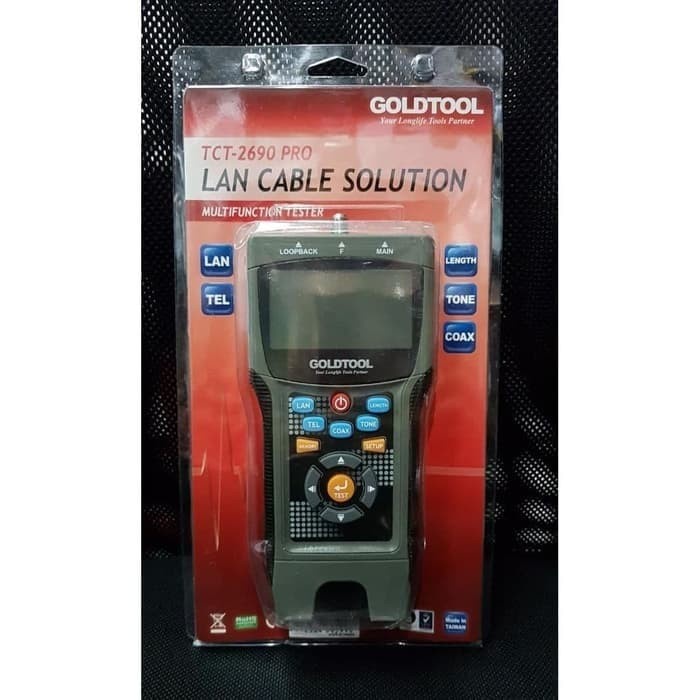 GOLDTOOL
Your Longlife Tools Partner
TCT-2690 PRO
LAN CABLE SOLUTION
MULTIFUNCTION TESTER
LAN
TEL
LENGTH
TONE
COAX
LOOPBACK F MAIN
GOLDTOOL
Your Longlife Tools Partner
LAN LENGTH
TEL COAX TONE
MEMORY SETUP
TEST
RoHS
Made in
TAIWAN